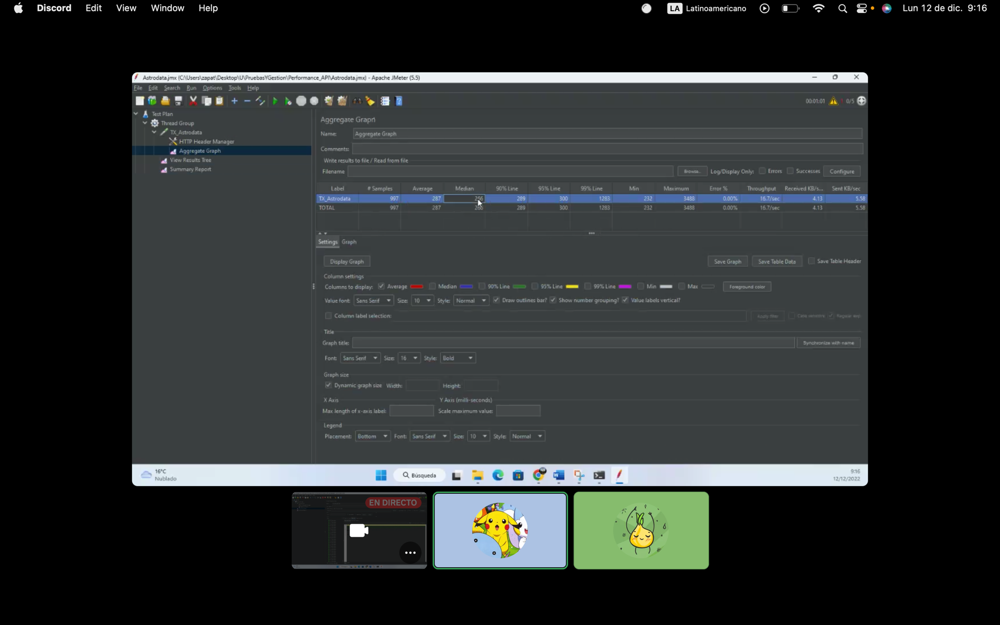 Discord Edit View Window Help LA Latinoamericano Lun 12 de dic. 9:16
Astrodata.jmx (C:\Users\zapat\Desktop\U\PruebasYGestion\Performance_API\Astrodata.jmx) - Apache JMeter (5.5)
File Edit Search Run Options Tools Help
00:01:01 1 0/5
Test Plan
Thread Group
TX_Astrodata
HTTP Header Manager
Aggregate Graph
View Results Tree
Summary Report
Aggregate Graph
Name: Aggregate Graph
Comments:
Write results to file / Read from file
Filename Browse... Log/Display Only: Errors Successes Configure
Label # Samples Average Median 90% Line 95% Line 99% Line Min Maximum Error % Throughput Received KB/s... Sent KB/sec
TX_Astrodata 997 287 289 300 1283 232 3488 0.00% 16.7/sec 4.13 5.58
TOTAL 997 287 289 300 1283 232 3488 0.00% 16.7/sec 4.13 5.58
Settings Graph
Display Graph Save Graph Save Table Data Save Table Header
Column settings
Columns to display: Average Median 90% Line 95% Line 99% Line Min Max Foreground color
Value font: Sans Serif Size: 10 Style: Normal Draw outlines bar? Show number grouping? Value labels vertical?
Column label selection: Apply filter Case sensitive Regular exp.
Title
Graph title: Synchronize with name
Font: Sans Serif Size: 16 Style: Bold
Graph size
Dynamic graph size Width: Height:
X Axis Y Axis (milli-seconds)
Max length of x-axis label: Scale maximum value:
Legend
Placement: Bottom Font: Sans Serif Size: 10 Style: Normal
16°C
Nublado
Búsqueda
9:16
12/12/2022
EN DIRECTO